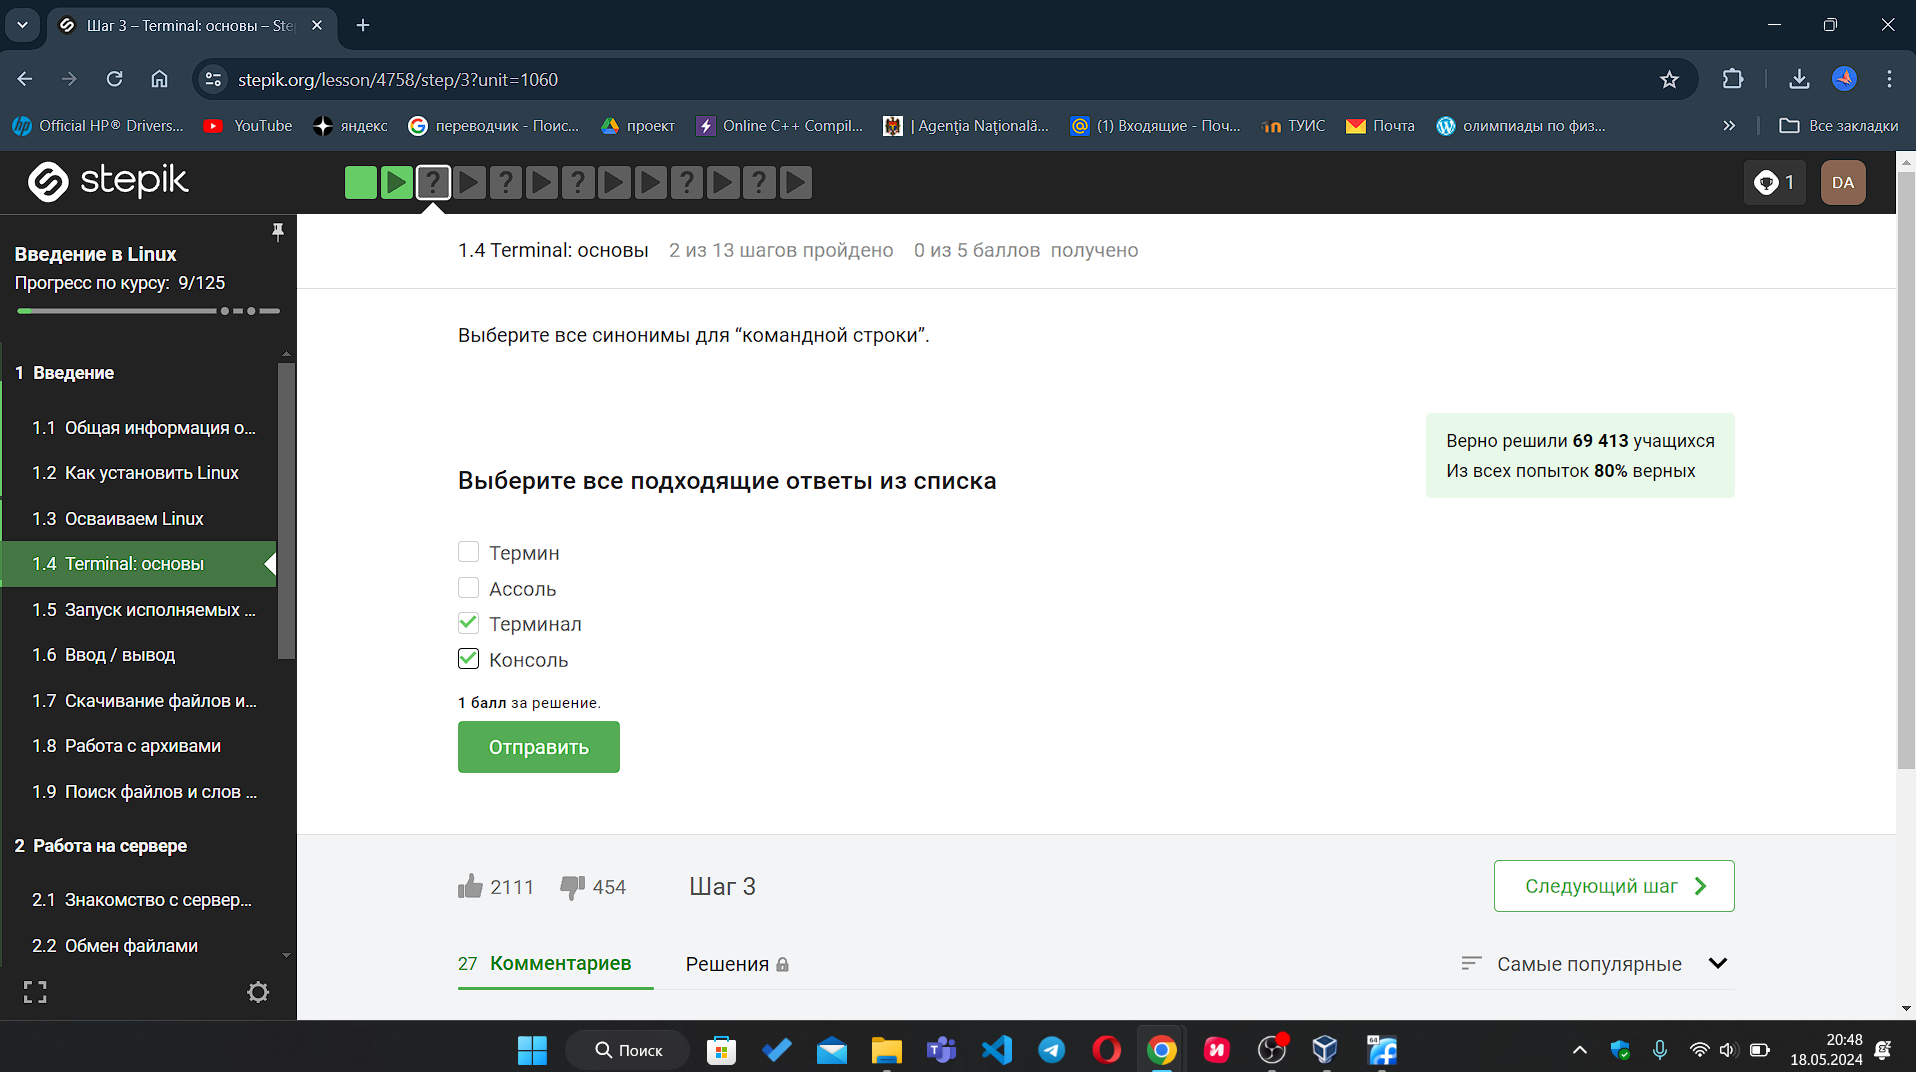 Шаг 3 – Terminal: основы – Ste
stepik.org/lesson/4758/step/3?unit=1060
Official HP® Drivers...
YouTube
яндекс
переводчик - Поис...
проект
Online C++ Compil...
| Agenția Națională...
(1) Входящие - Поч...
ТУИС
Почта
олимпиады по физ...
Все закладки
stepik
1
DA
Введение в Linux
Прогресс по курсу: 9/125
1 Введение
1.1 Общая информация о...
1.2 Как установить Linux
1.3 Осваиваем Linux
1.4 Terminal: основы
1.5 Запуск исполняемых ...
1.6 Ввод / вывод
1.7 Скачивание файлов и...
1.8 Работа с архивами
1.9 Поиск файлов и слов ...
2 Работа на сервере
2.1 Знакомство с сервер...
2.2 Обмен файлами
1.4 Terminal: основы 2 из 13 шагов пройдено 0 из 5 баллов получено
Выберите все синонимы для “командной строки”.
Верно решили 69 413 учащихся
Из всех попыток 80% верных
Выберите все подходящие ответы из списка
Термин
Ассоль
Терминал
Консоль
1 балл за решение.
Отправить
2111 454 Шаг 3
Следующий шаг
27 Комментариев
Решения
Самые популярные
Поиск
64
20:48
18.05.2024